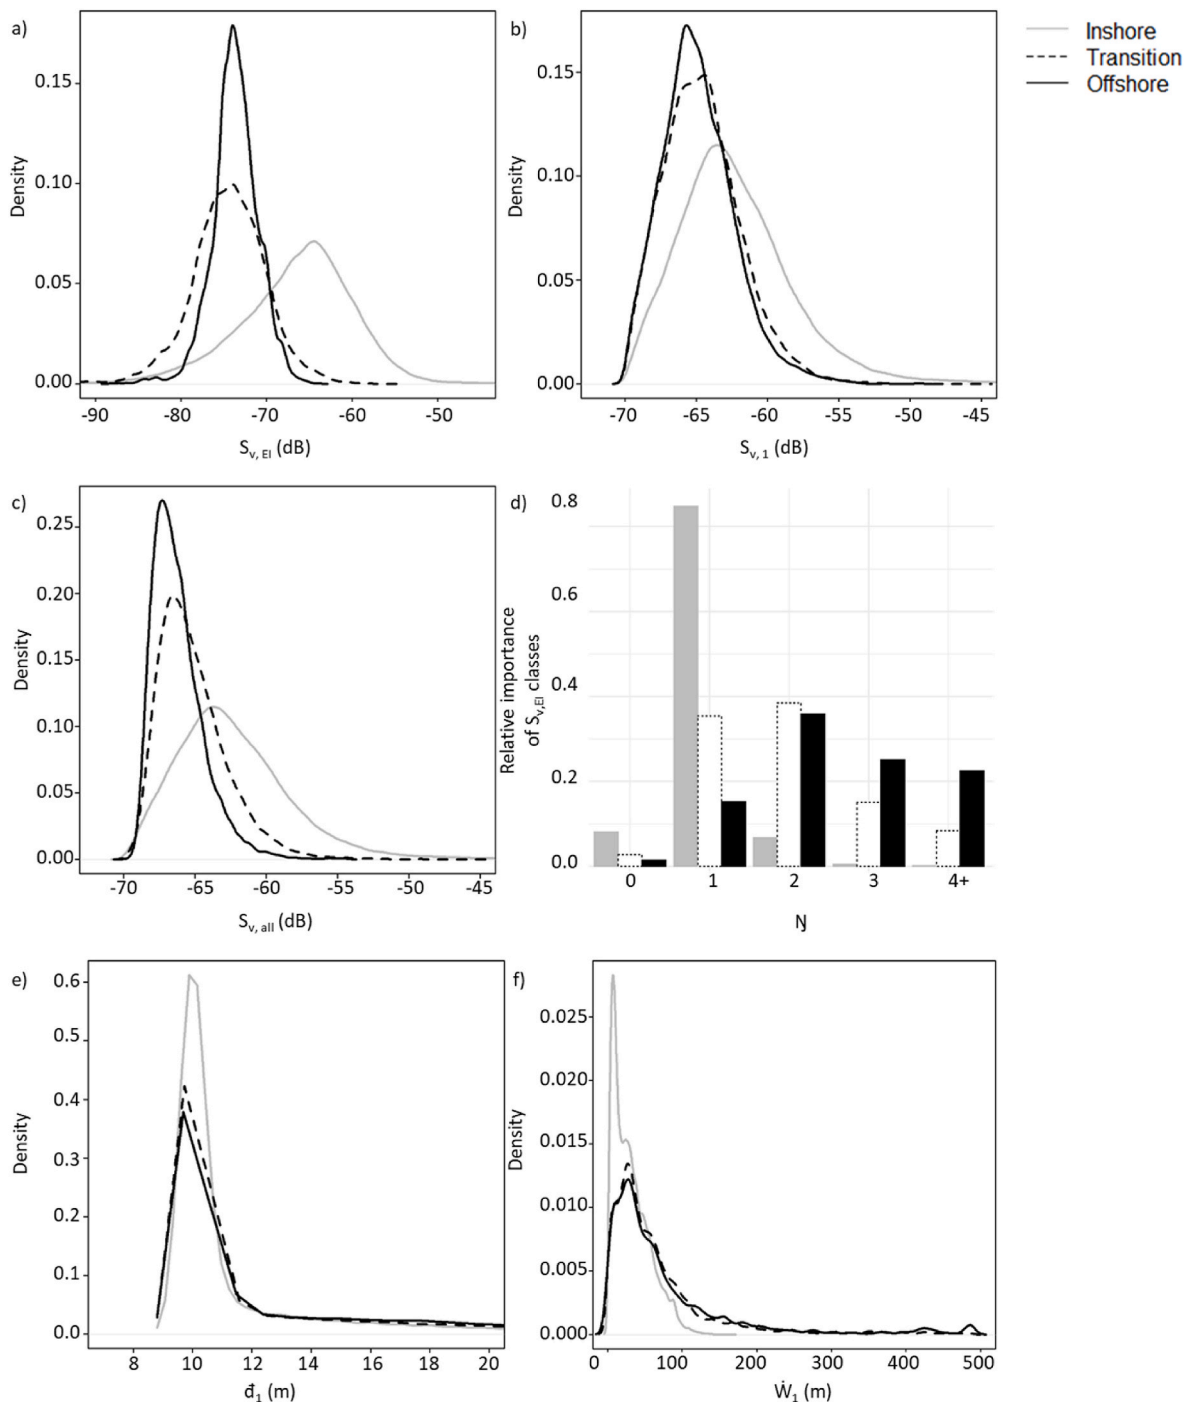 a)
0.15
0.10
0.05
0.00
Density
-90 -80 -70 -60 -50
Sv, EI (dB)
b)
0.15
0.10
0.05
0.00
Density
-70 -65 -60 -55 -50 -45
Sv, 1 (dB)
Inshore
Transition
Offshore
c)
0.25
0.20
0.15
0.10
0.05
0.00
Density
-70 -65 -60 -55 -50 -45
Sv, all (dB)
d)
0.8
0.6
0.4
0.2
0.0
Relative importance
of Sv,EI classes
0 1 2 3 4+
e)
0.6
0.5
0.4
0.3
0.2
0.1
0.0
Density
8 10 12 14 16 18 20
đ1 (m)
f)
0.025
0.020
0.015
0.010
0.005
0.000
Density
0 100 200 300 400 500
Ẇ1 (m)